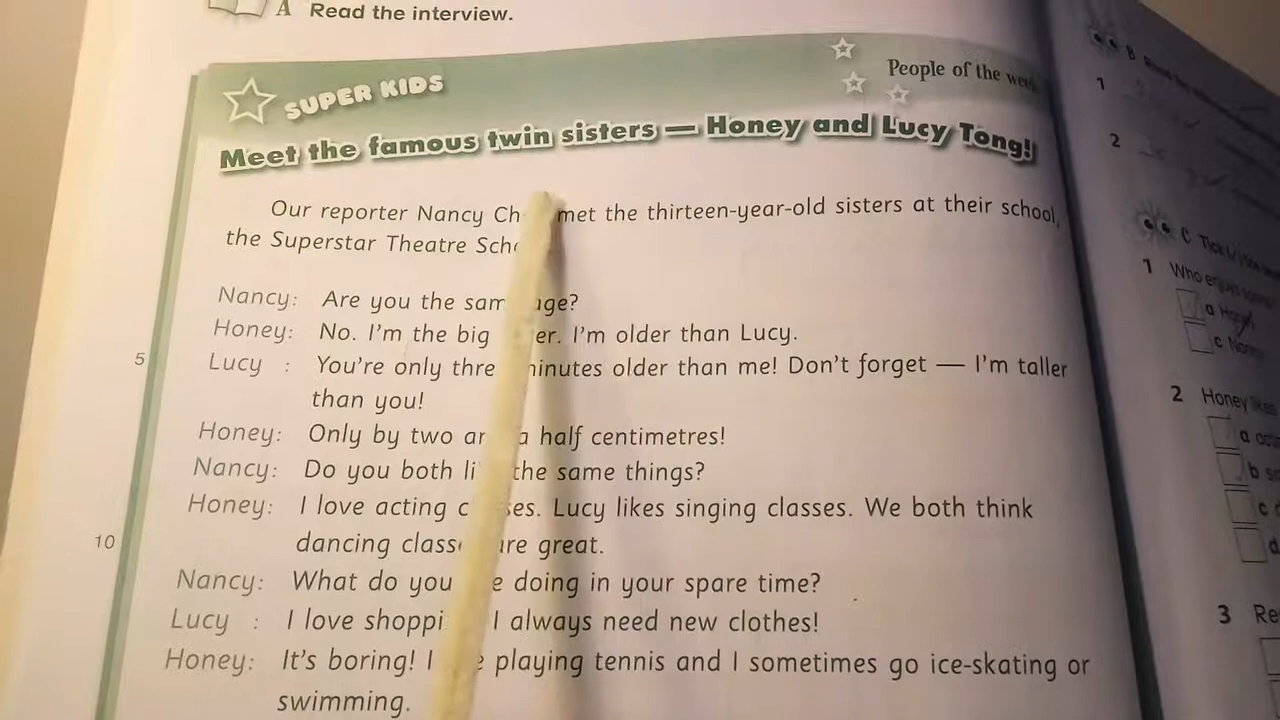 A Read the interview.
SUPER KIDS
People of the
Meet the famous twin sisters — Honey and Lucy Tong!
Our reporter Nancy met the thirteen-year-old sisters at their school,
the Superstar Theatre
Nancy: Are you the age?
Honey: No. I'm the big I'm older than Lucy.
5
Lucy : You're only older than me! Don't forget — I'm taller
than you!
Honey: Only by two a half centimetres!
Nancy: Do you both the same things?
Honey: I love acting Lucy likes singing classes. We both think
10
dancing great.
Nancy: What do you doing in your spare time?
Lucy : I love I always need new clothes!
Honey: It's boring! I playing tennis and I sometimes go ice-skating or
swimming.
B
1
2
C Tick
1 Who enjoys
a
c
2 Honey likes
a
b
c
d
3